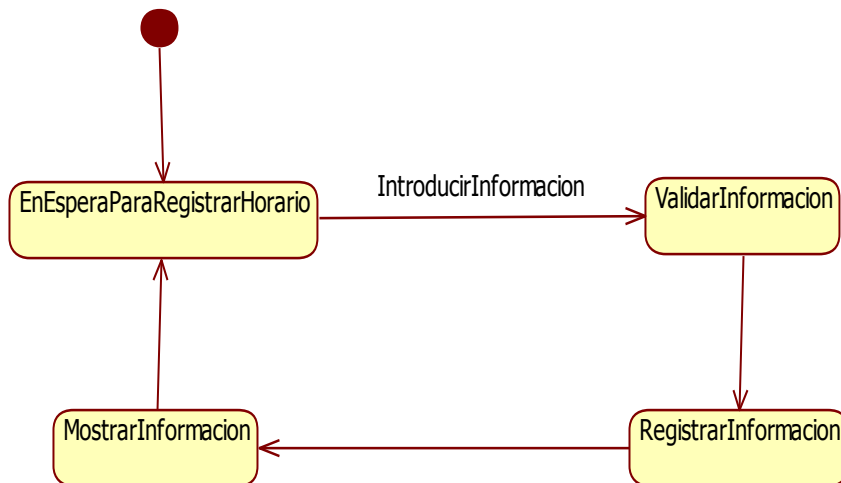 IntroducirInformacion
EnEsperaParaRegistrarHorario
ValidarInformacion
MostrarInformacion
RegistrarInformacion